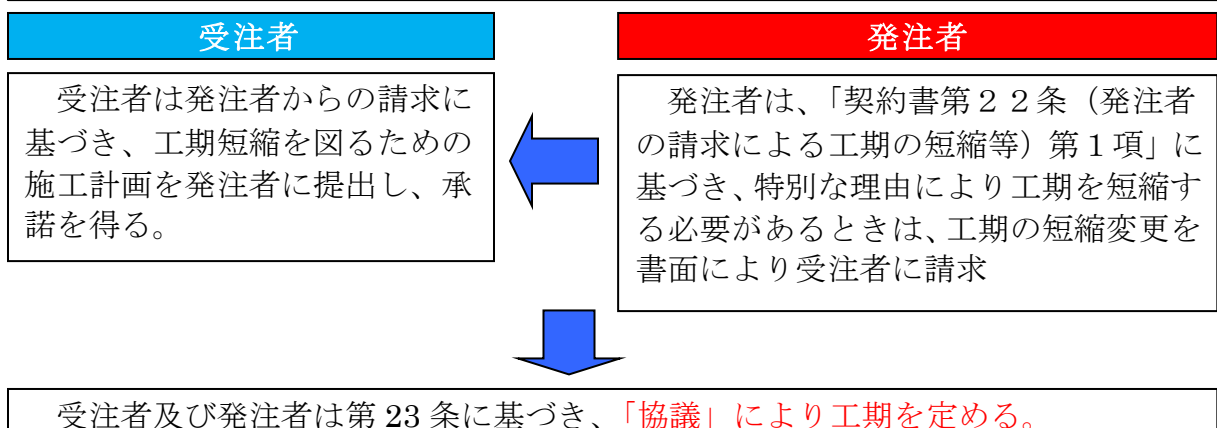 受注者
発注者
受注者は発注者からの請求に
基づき、工期短縮を図るための
施工計画を発注者に提出し、承
諾を得る。
発注者は、「契約書第２２条（発注者
の請求による工期の短縮等）第１項」に
基づき、特別な理由により工期を短縮す
る必要があるときは、工期の短縮変更を
書面により受注者に請求
受注者及び発注者は第 23 条に基づき、「協議」により工期を定める。